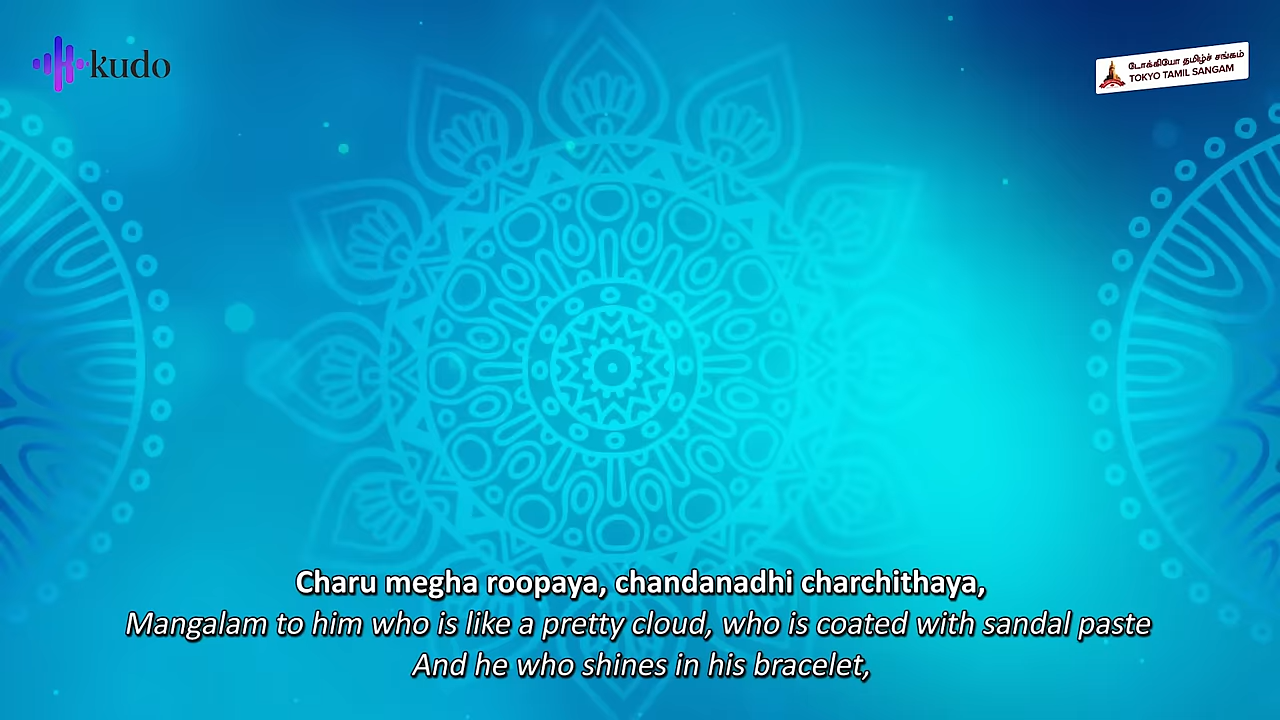 kudo
டோக்கியோ தமிழ்ச் சங்கம்
TOKYO TAMIL SANGAM
Charu megha roopaya, chandanadhi charchithaya,
Mangalam to him who is like a pretty cloud, who is coated with sandal paste
And he who shines in his bracelet,